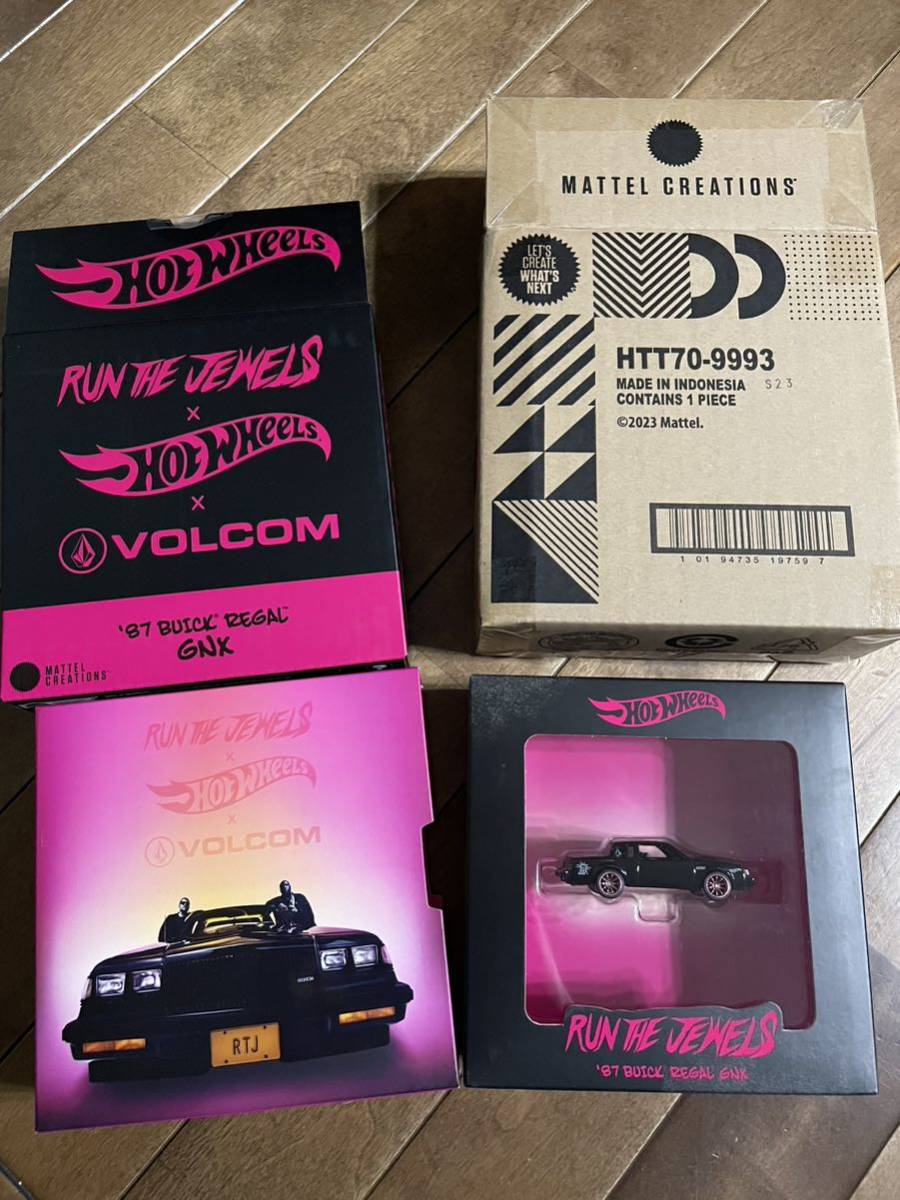 HOT WHEELS
RUN THE JEWELS
x
HOT WHEELS
x
VOLCOM
'87 BUICK REGAL™
GNX
MATTEL
CREATIONS
MATTEL CREATIONS
LET'S
CREATE
WHAT'S
NEXT
HTT70-9993
MADE IN INDONESIA S23
CONTAINS 1 PIECE
©2023 Mattel.
1 01 94735 19759 7
RUN THE JEWELS
x
HOT WHEELS
x
VOLCOM
RTJ
HOT WHEELS
RUN THE JEWELS
'87 BUICK REGAL GNX